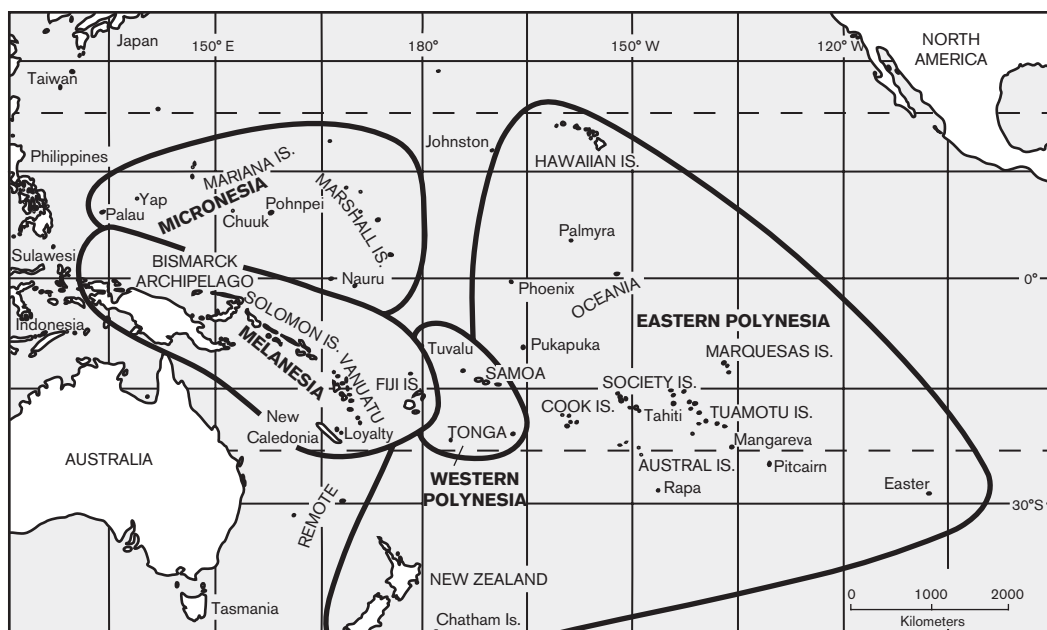 Japan
150° E
180°
150° W
120° W
NORTH
AMERICA
Taiwan
Johnston
HAWAIIAN IS.
Philippines
MARIANA IS.
MICRONESIA
MARSHALL IS.
Yap
Palau
Chuuk
Pohnpei
Palmyra
Sulawesi
BISMARCK
ARCHIPELAGO
Nauru
0°
Phoenix
OCEANIA
Indonesia
SOLOMON IS.
MELANESIA
VANUATU
EASTERN POLYNESIA
Tuvalu
Pukapuka
MARQUESAS IS.
SAMOA
FIJI IS.
SOCIETY IS.
COOK IS.
Tahiti
TUAMOTU IS.
New
Caledonia
Loyalty
TONGA
Mangareva
AUSTRALIA
WESTERN
POLYNESIA
AUSTRAL IS.
Pitcairn
Rapa
Easter
REMOTE
30°S
NEW ZEALAND
Tasmania
Chatham Is.
0
1000
2000
Kilometers